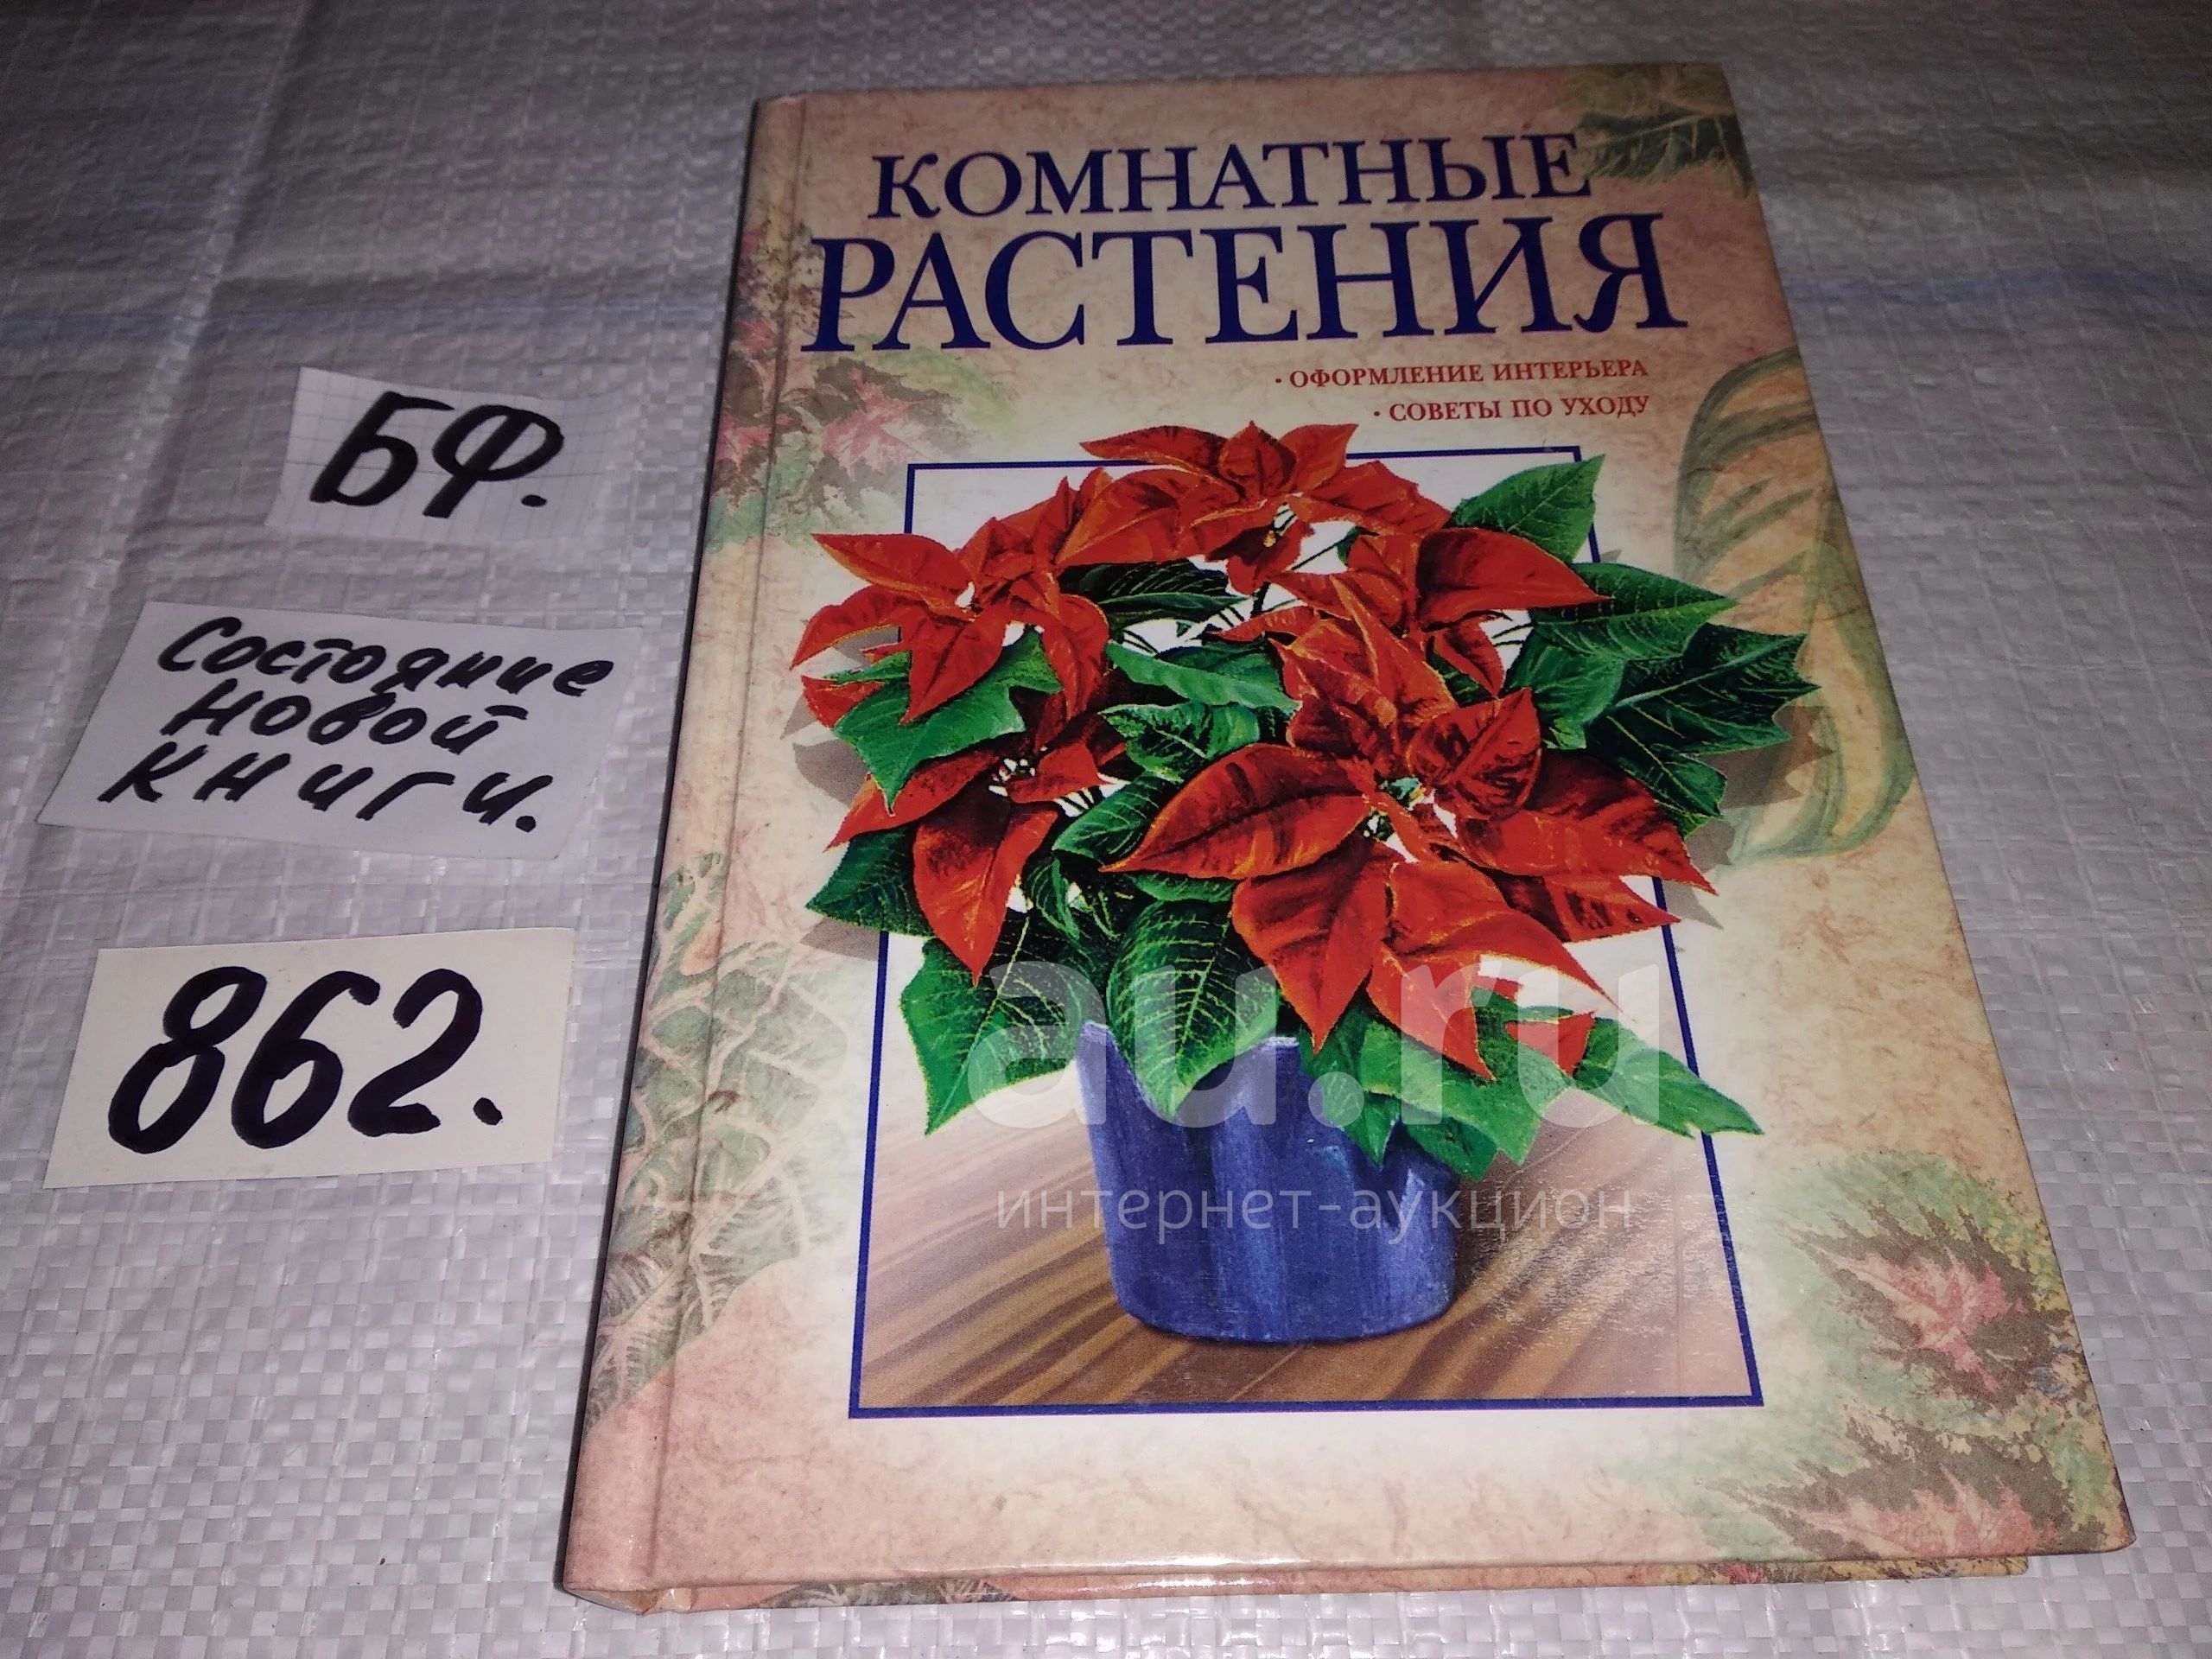 КОМНАТНЫЕ
РАСТЕНИЯ
• ОФОРМЛЕНИЕ ИНТЕРЬЕРА
• СОВЕТЫ ПО УХОДУ
БФ.
Состояние
новой
книги.
862.
au.ru
интернет-аукцион